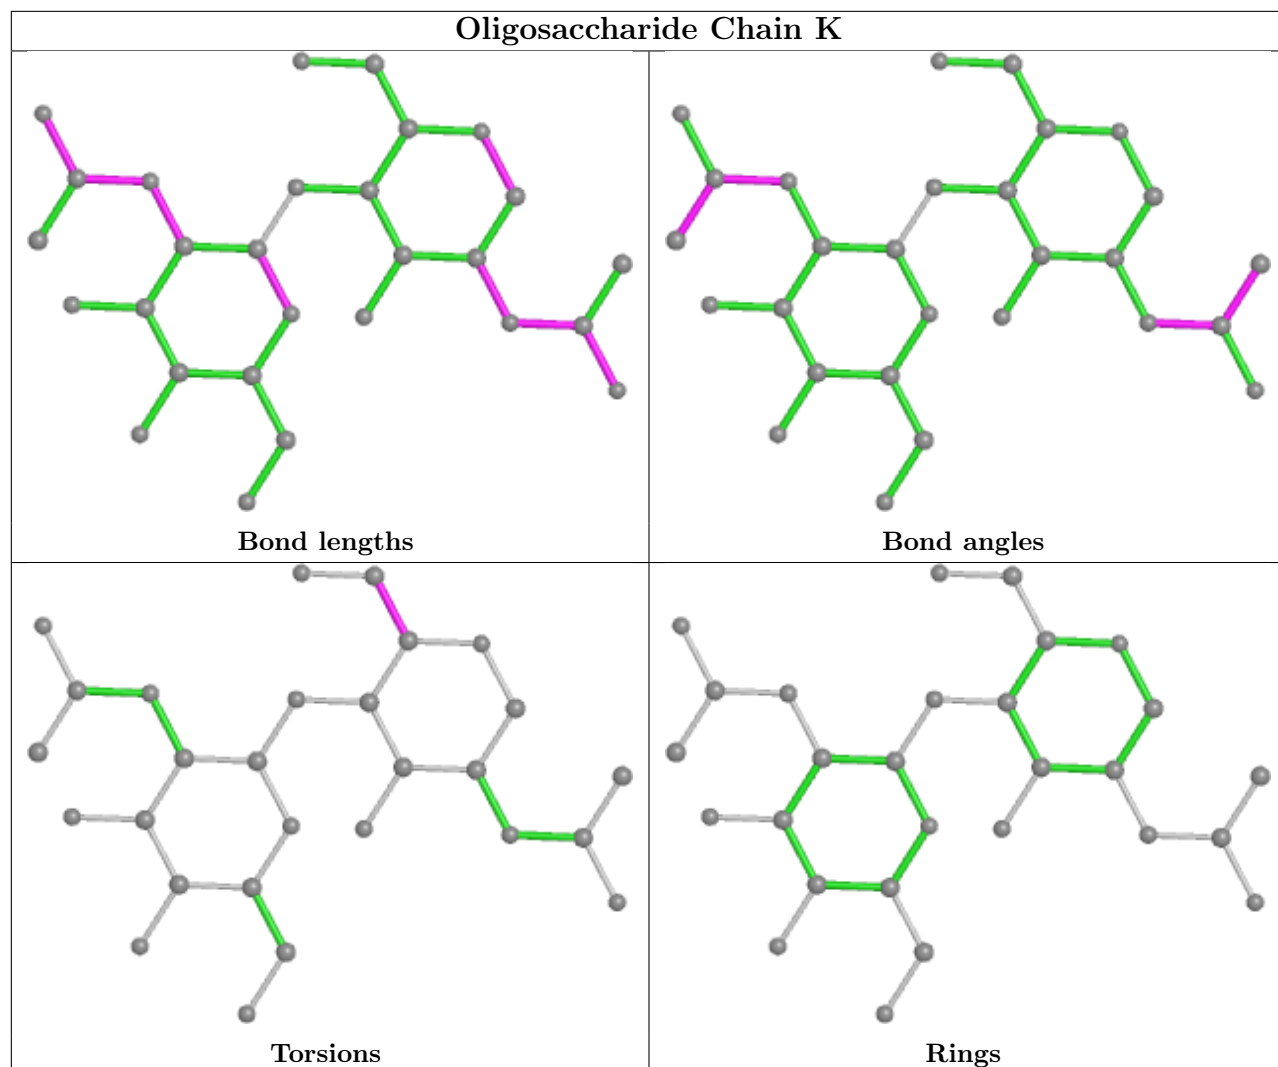 Oligosaccharide Chain K
Bond lengths
Bond angles
Torsions
Rings